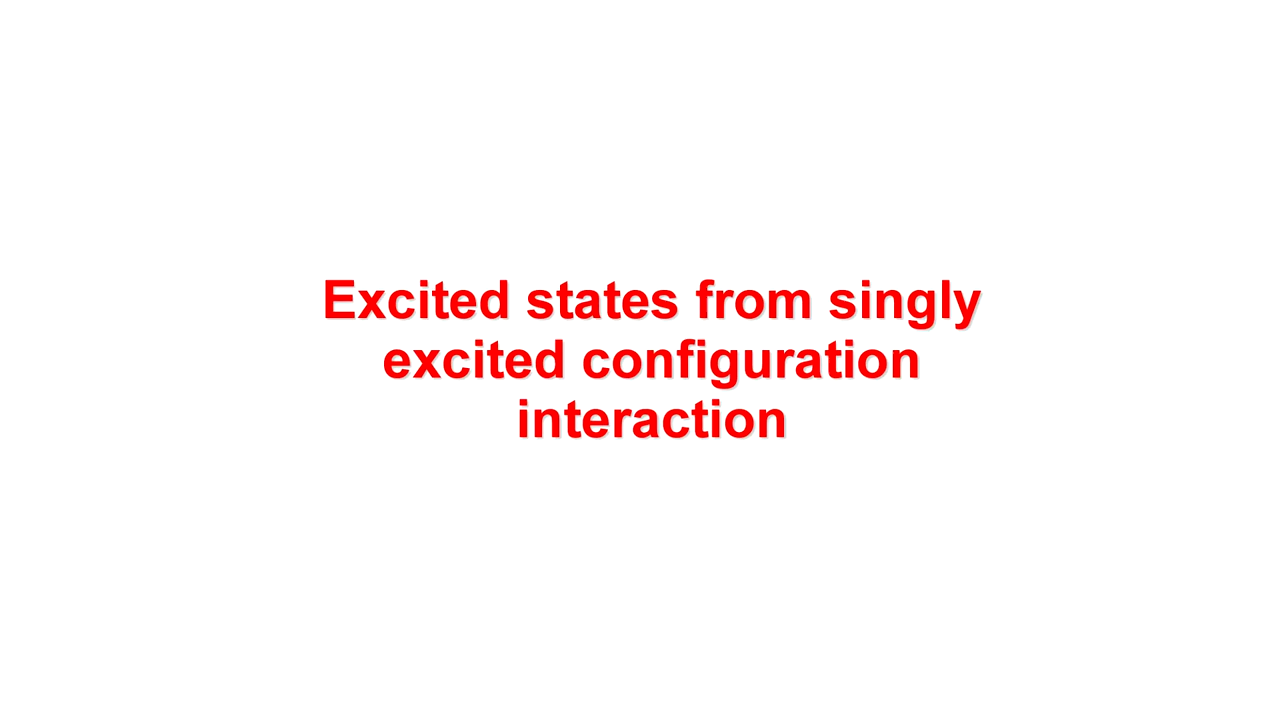 Excited states from singly
excited configuration
interaction